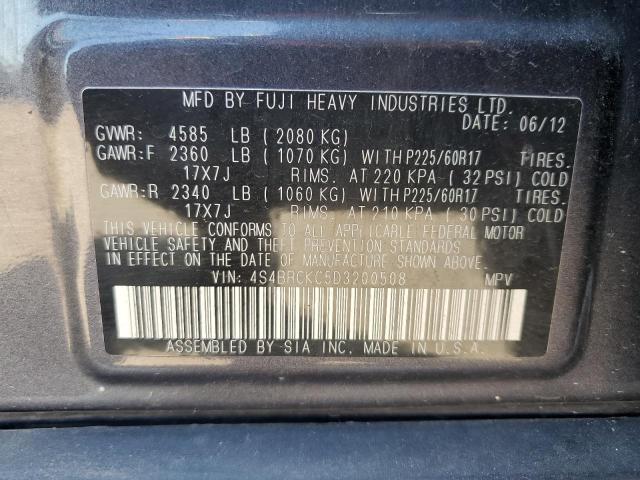 MFD BY FUJI HEAVY INDUSTRIES LTD.
DATE: 06/12
GVWR: 4585 LB (2080 KG)
GAWR:F 2360 LB (1070 KG) WITH P225/60R17 TIRES.
17X7J RIMS. AT 220 KPA (32 PSI) COLD
GAWR:R 2340 LB (1060 KG) WITH P225/60R17 TIRES.
17X7J RIMS. AT 210 KPA (30 PSI) COLD
THIS VEHICLE CONFORMS TO ALL APPLICABLE FEDERAL MOTOR
VEHICLE SAFETY AND THEFT PREVENTION STANDARDS
IN EFFECT ON THE DATE OF MANUFACTURE SHOWN ABOVE.
VIN: 4S4BRCKC5D3200508 MPV
ASSEMBLED BY SIA INC. MADE IN U.S.A.